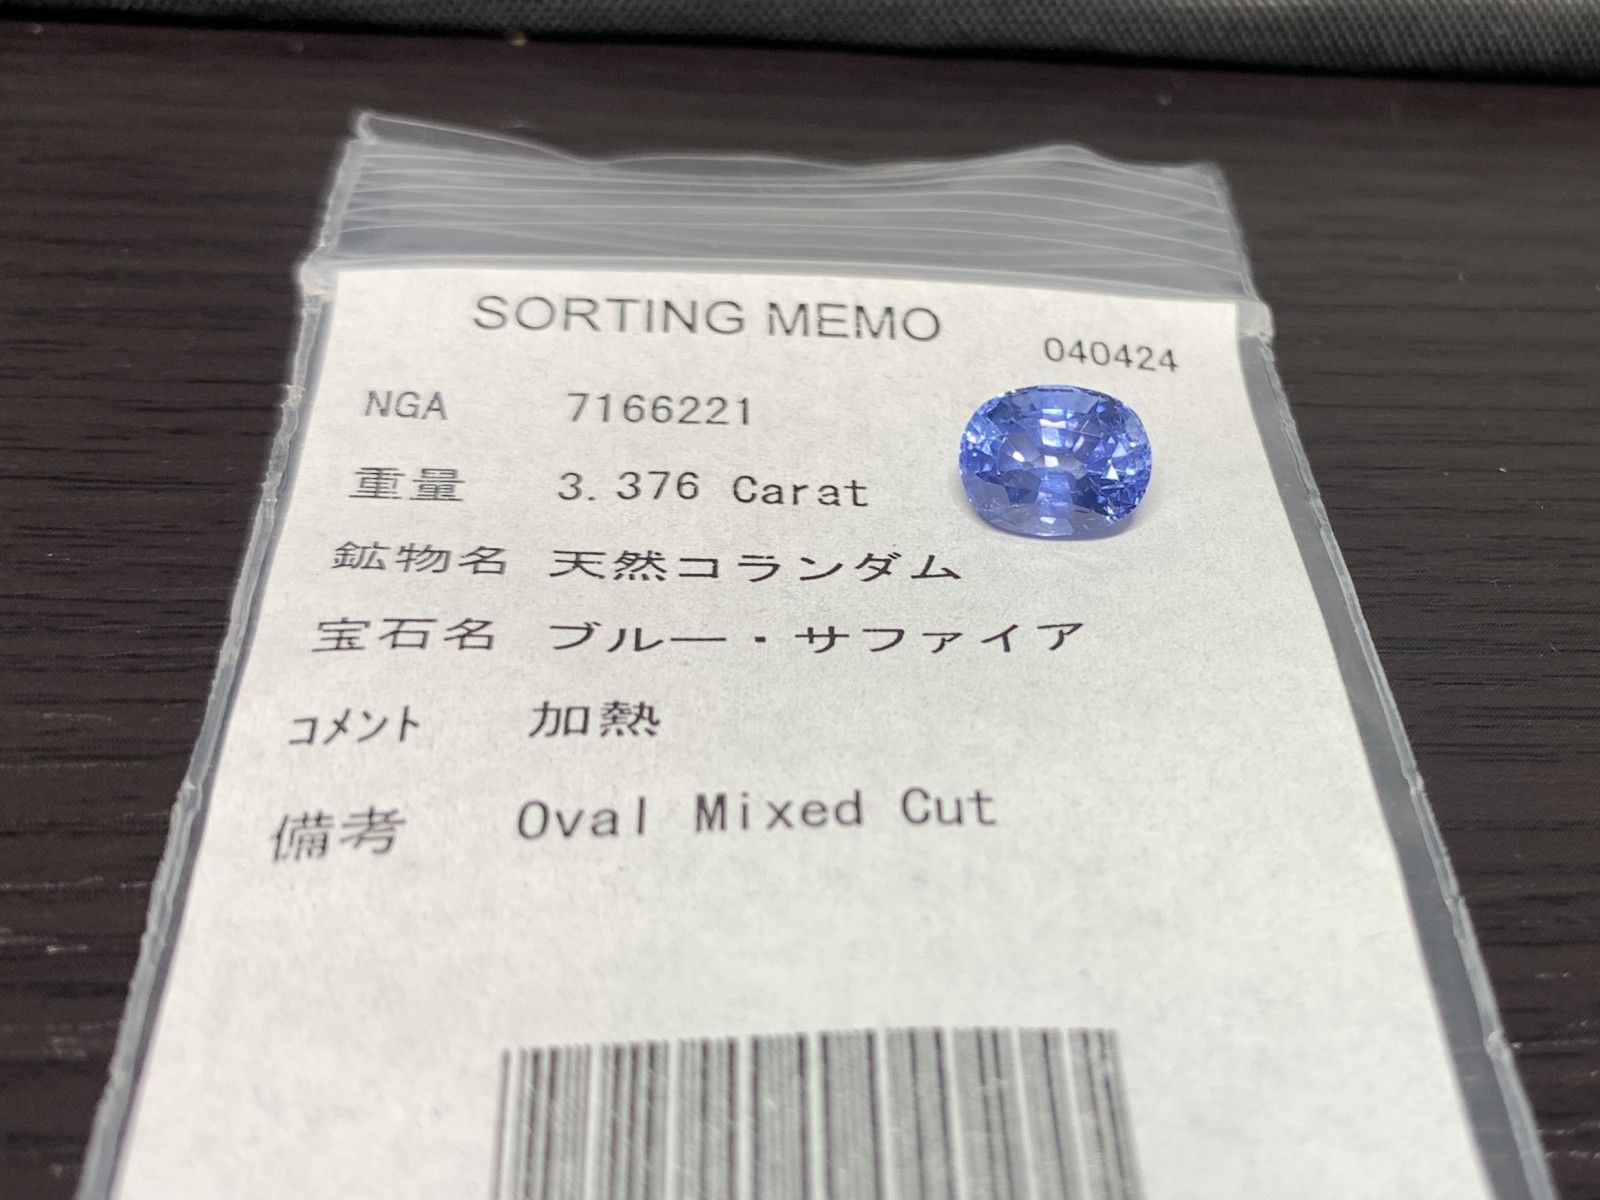 SORTING MEMO
040424
NGA 7166221
重量 3.376 Carat
鉱物名 天然コランダム
宝石名 ブルー・サファイア
コメント 加熱
備考 Oval Mixed Cut